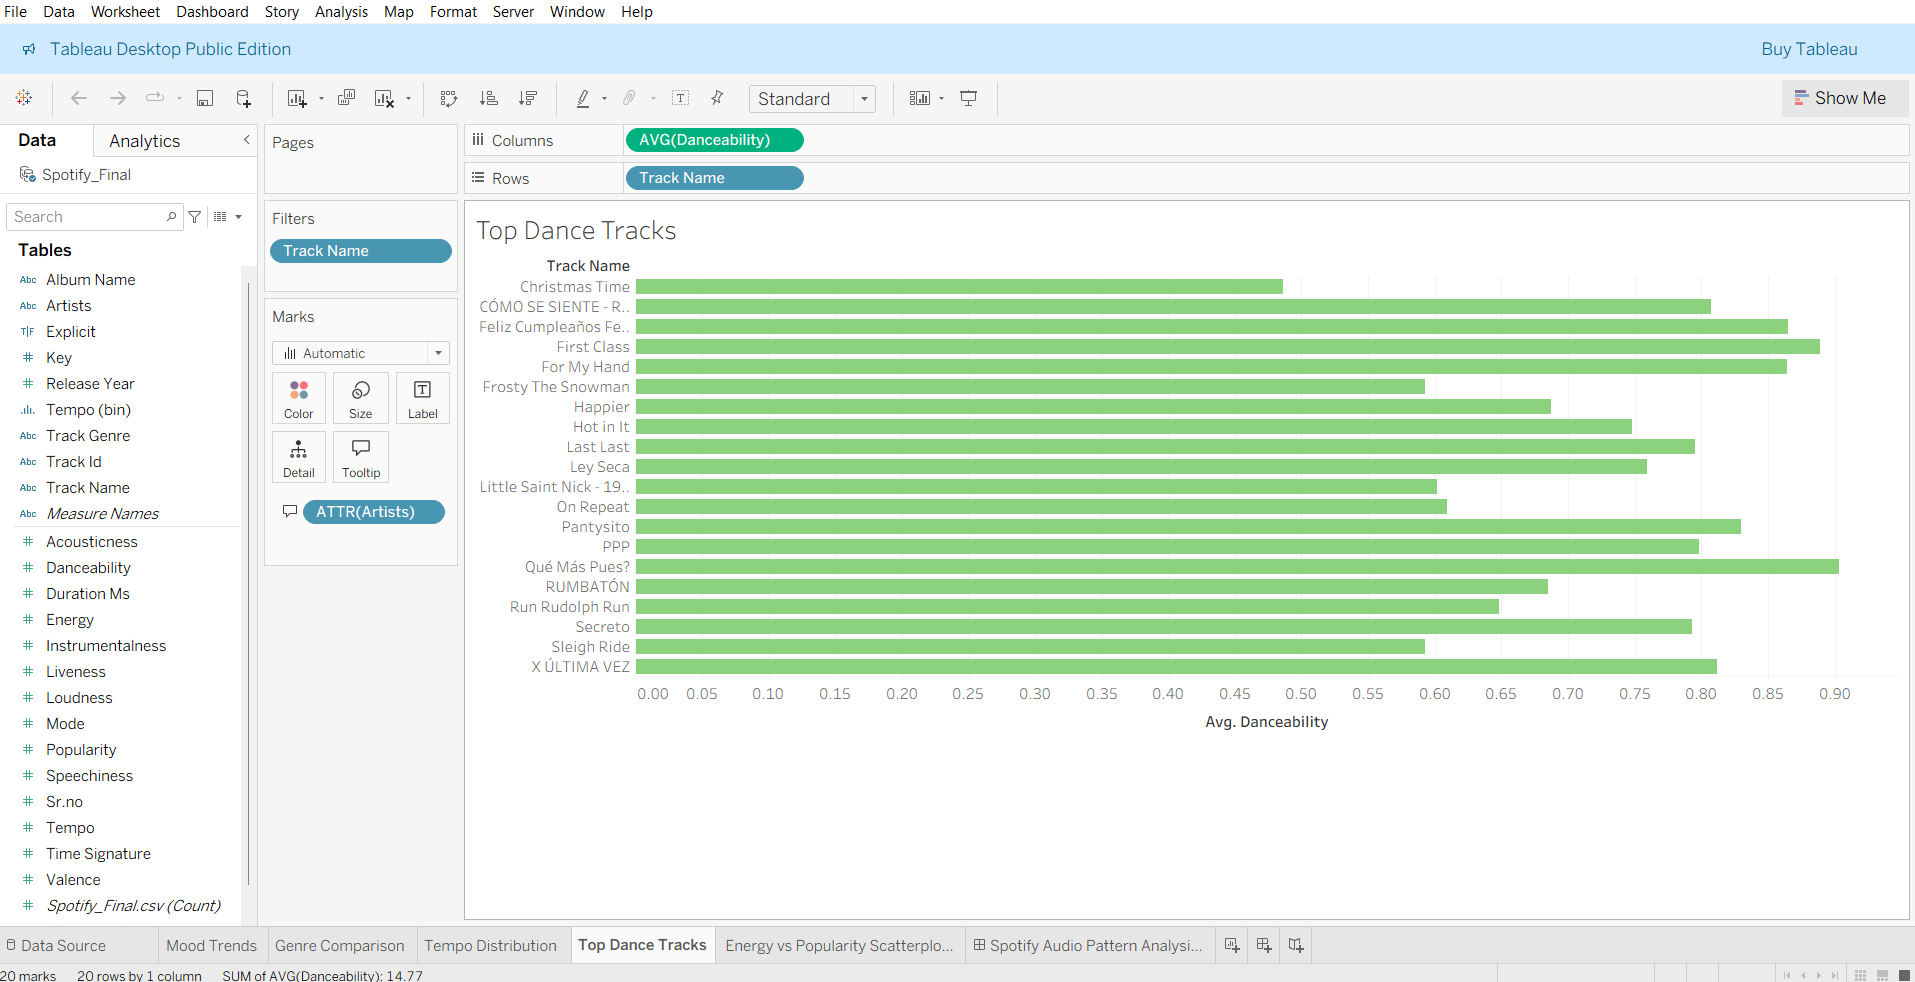 File Data Worksheet Dashboard Story Analysis Map Format Server Window Help
Tableau Desktop Public Edition Buy Tableau
Standard Show Me
Data Analytics
Spotify_Final
Search
Tables
Abc Album Name
Abc Artists
T|F Explicit
# Key
# Release Year
Tempo (bin)
Abc Track Genre
Abc Track Id
Abc Track Name
Abc Measure Names
# Acousticness
# Danceability
# Duration Ms
# Energy
# Instrumentalness
# Liveness
# Loudness
# Mode
# Popularity
# Speechiness
# Sr.no
# Tempo
# Time Signature
# Valence
# Spotify_Final.csv (Count)
Pages
Filters
Track Name
Marks
Automatic
Color Size Label
Detail Tooltip
ATTR(Artists)
Columns AVG(Danceability)
Rows Track Name
Top Dance Tracks
Track Name
Christmas Time
CÓMO SE SIENTE - R..
Feliz Cumpleaños Fe..
First Class
For My Hand
Frosty The Snowman
Happier
Hot in It
Last Last
Ley Seca
Little Saint Nick - 19..
On Repeat
Pantysito
PPP
Qué Más Pues?
RUMBATÓN
Run Rudolph Run
Secreto
Sleigh Ride
X ÚLTIMA VEZ
0.00 0.05 0.10 0.15 0.20 0.25 0.30 0.35 0.40 0.45 0.50 0.55 0.60 0.65 0.70 0.75 0.80 0.85 0.90
Avg. Danceability
Data Source Mood Trends Genre Comparison Tempo Distribution Top Dance Tracks Energy vs Popularity Scatterplo... Spotify Audio Pattern Analysi...
20 marks 20 rows by 1 column SUM of AVG(Danceability): 14.77